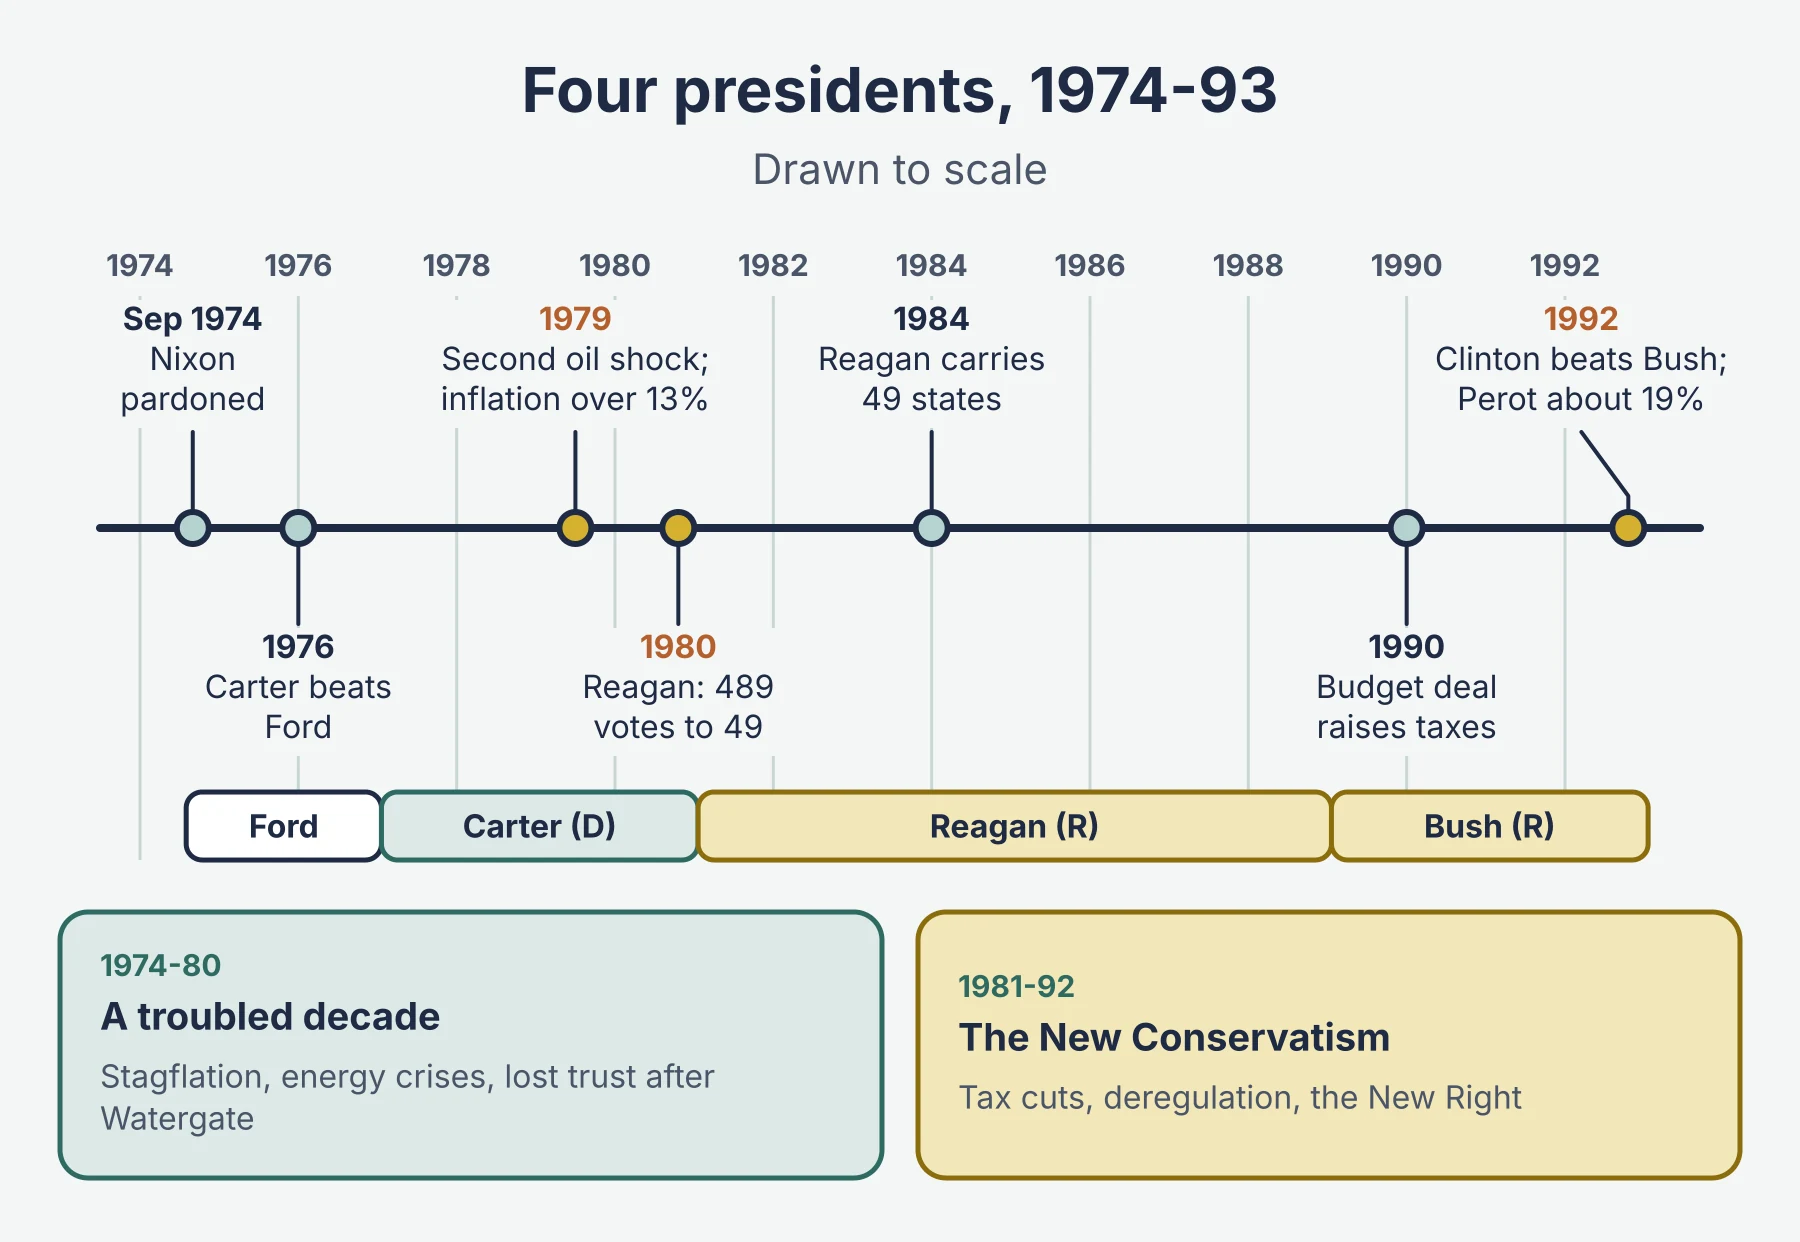 Four presidents, 1974-93
Drawn to scale
1974 1976 1978 1980 1982 1984 1986 1988 1990 1992
Sep 1974
Nixon
pardoned
1979
Second oil shock;
inflation over 13%
1984
Reagan carries
49 states
1992
Clinton beats Bush;
Perot about 19%
1976
Carter beats
Ford
1980
Reagan: 489
votes to 49
1990
Budget deal
raises taxes
Ford
Carter (D)
Reagan (R)
Bush (R)
1974-80
A troubled decade
Stagflation, energy crises, lost trust after
Watergate
1981-92
The New Conservatism
Tax cuts, deregulation, the New Right